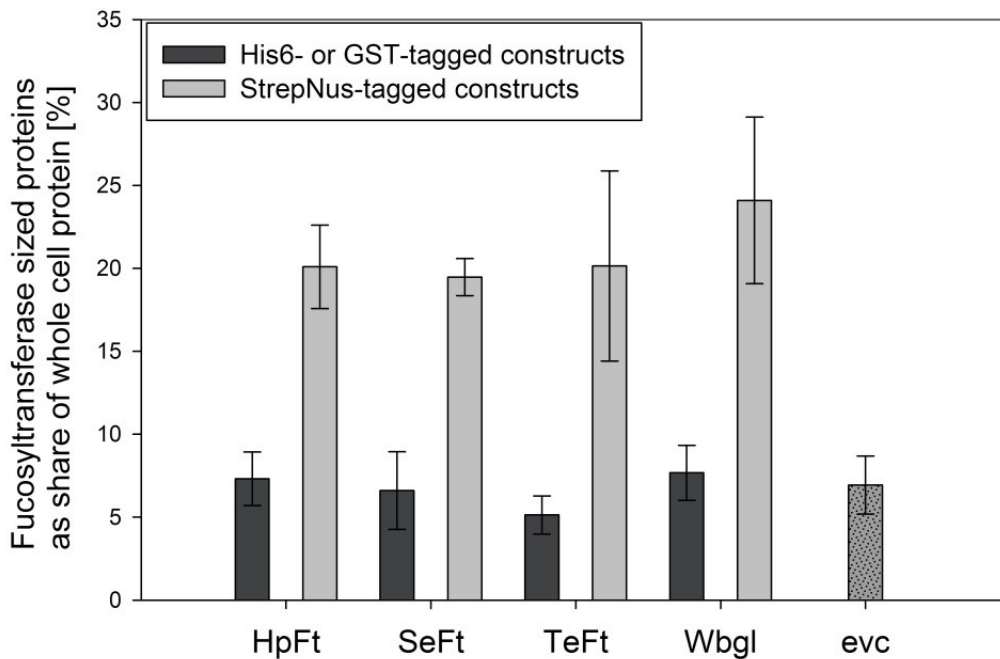 Fucosyltransferase sized proteins
as share of whole cell protein [%]
35
30
25
20
15
10
5
0
His6- or GST-tagged constructs
StrepNus-tagged constructs
HpFt SeFt TeFt Wbgl evc